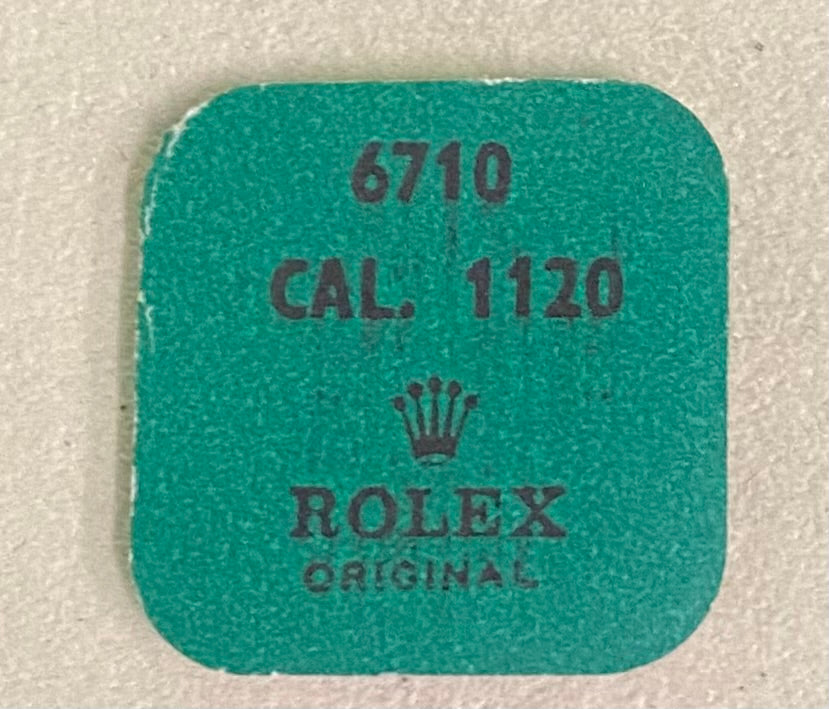 6710
CAL. 1120
ROLEX
ORIGINAL